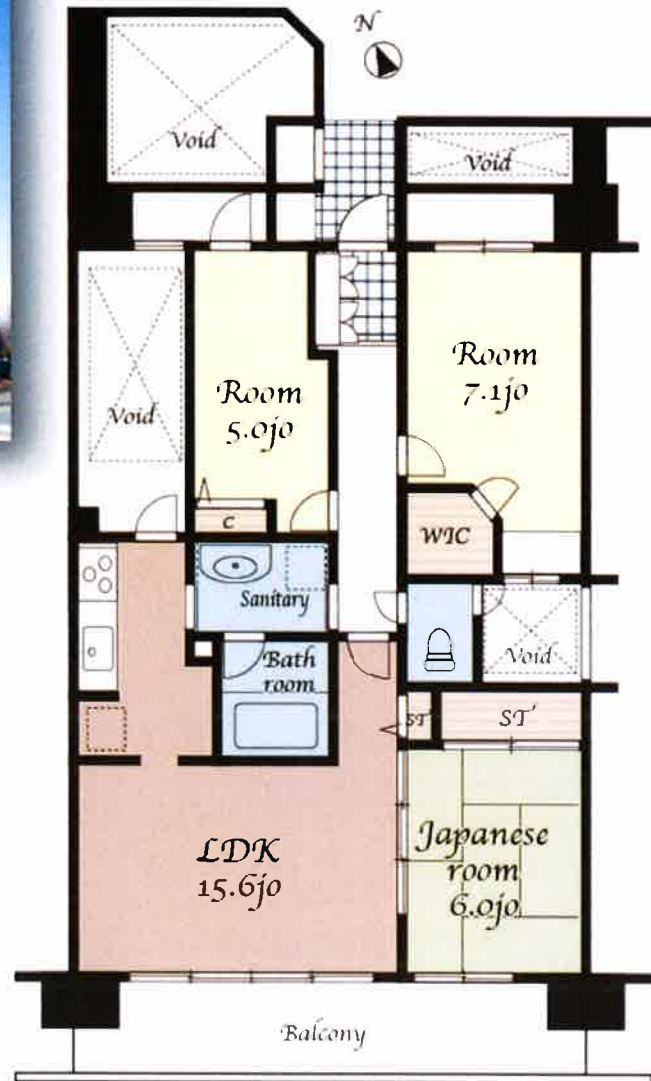 N
Void
Void
Void
Room
5.0jo
Room
7.1jo
C
WIC
Sanitary
Void
Bath
room
ST
ST
LDK
15.6jo
Japanese
room
6.0jo
Balcony